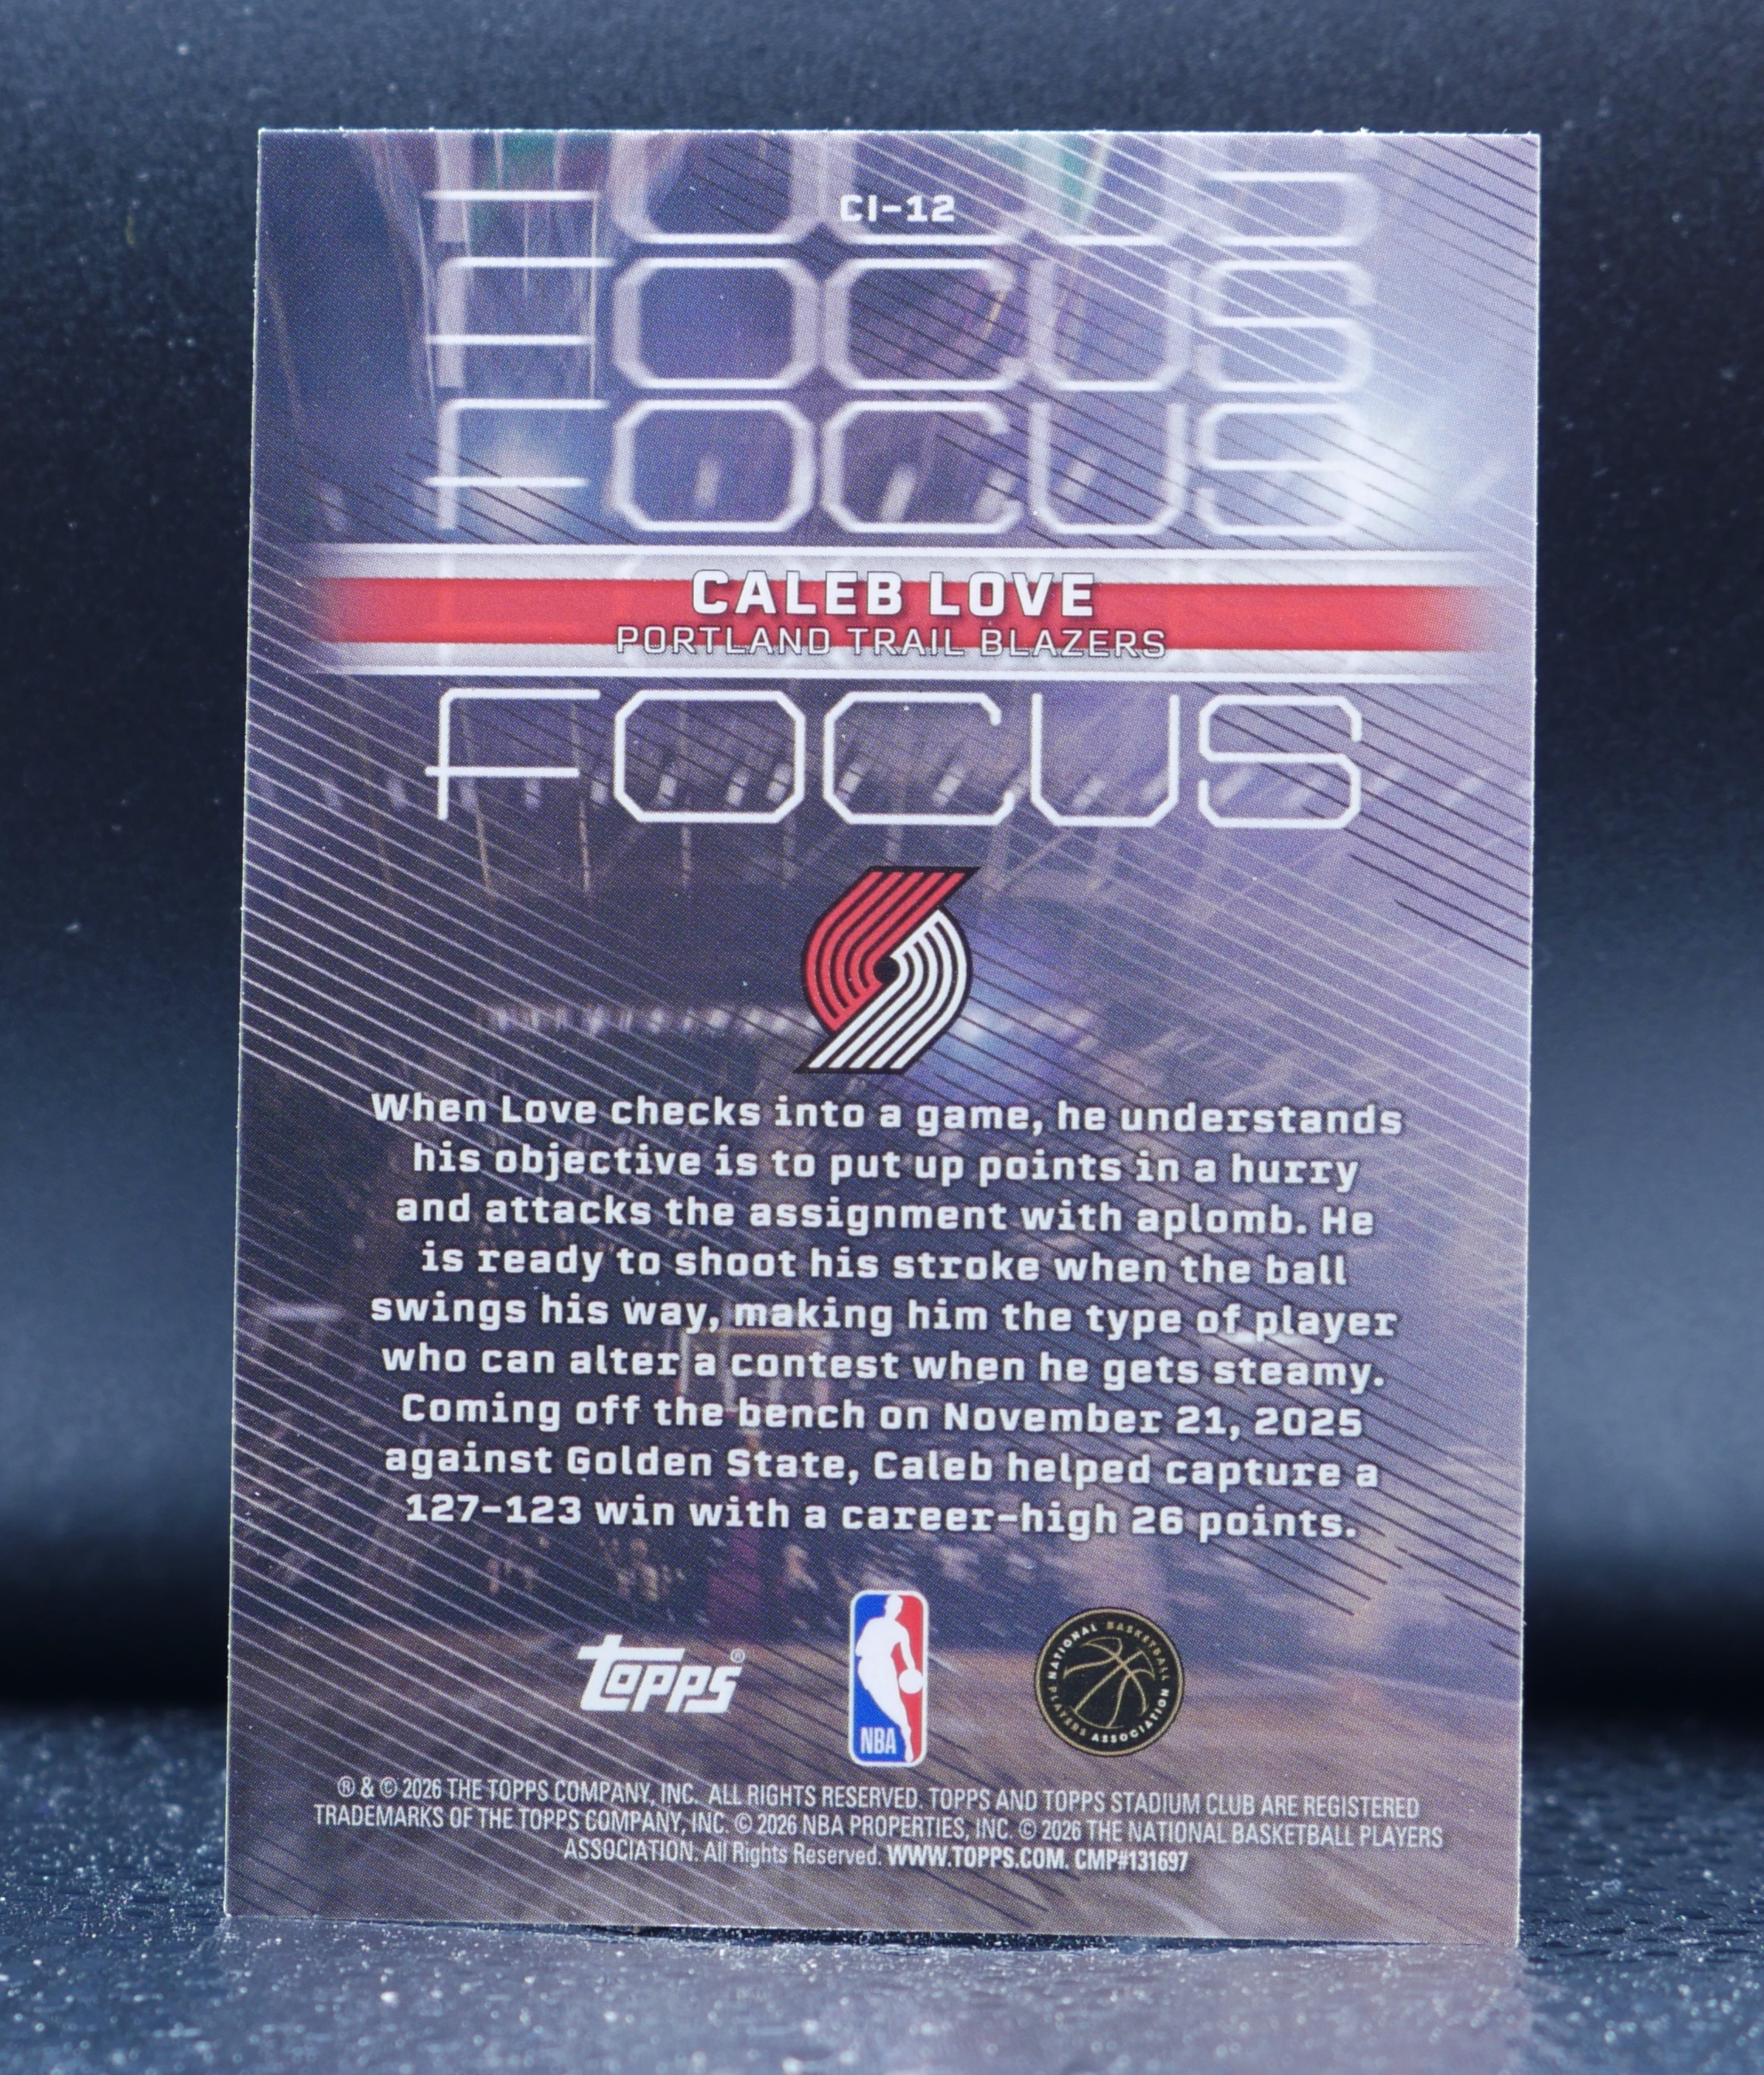 CI-12
FOCUS
FOCUS
FOCUS
CALEB LOVE
PORTLAND TRAIL BLAZERS
FOCUS
When Love checks into a game, he understands
his objective is to put up points in a hurry
and attacks the assignment with aplomb. He
is ready to shoot his stroke when the ball
swings his way, making him the type of player
who can alter a contest when he gets steamy.
Coming off the bench on November 21, 2025
against Golden State, Caleb helped capture a
127-123 win with a career-high 26 points.
topps®
NBA
NATIONAL BASKETBALL PLAYERS ASSOCIATION
® & © 2026 THE TOPPS COMPANY, INC. ALL RIGHTS RESERVED. TOPPS AND TOPPS STADIUM CLUB ARE REGISTERED
TRADEMARKS OF THE TOPPS COMPANY, INC. © 2026 NBA PROPERTIES, INC. © 2026 THE NATIONAL BASKETBALL PLAYERS
ASSOCIATION. All Rights Reserved. WWW.TOPPS.COM. CMP#131697